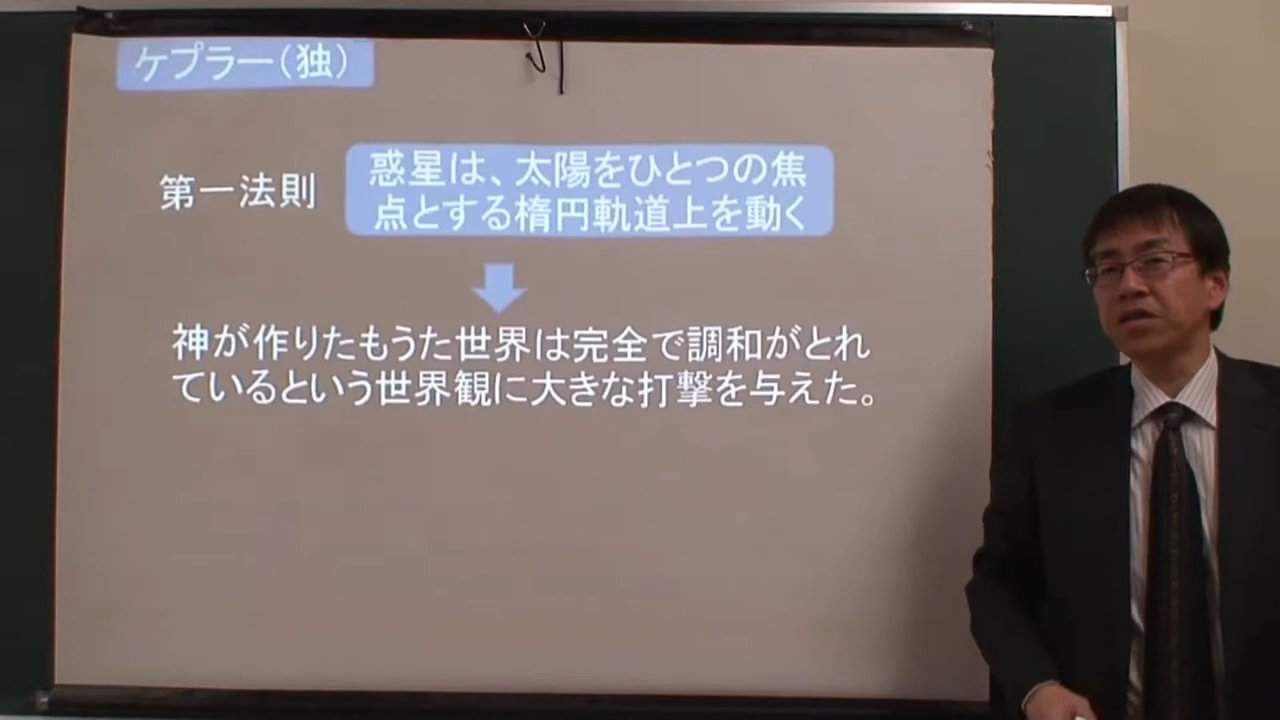 ケプラー（独）
第一法則
惑星は、太陽をひとつの焦
点とする楕円軌道上を動く
神が作りたもうた世界は完全で調和がとれ
ているという世界観に大きな打撃を与えた。